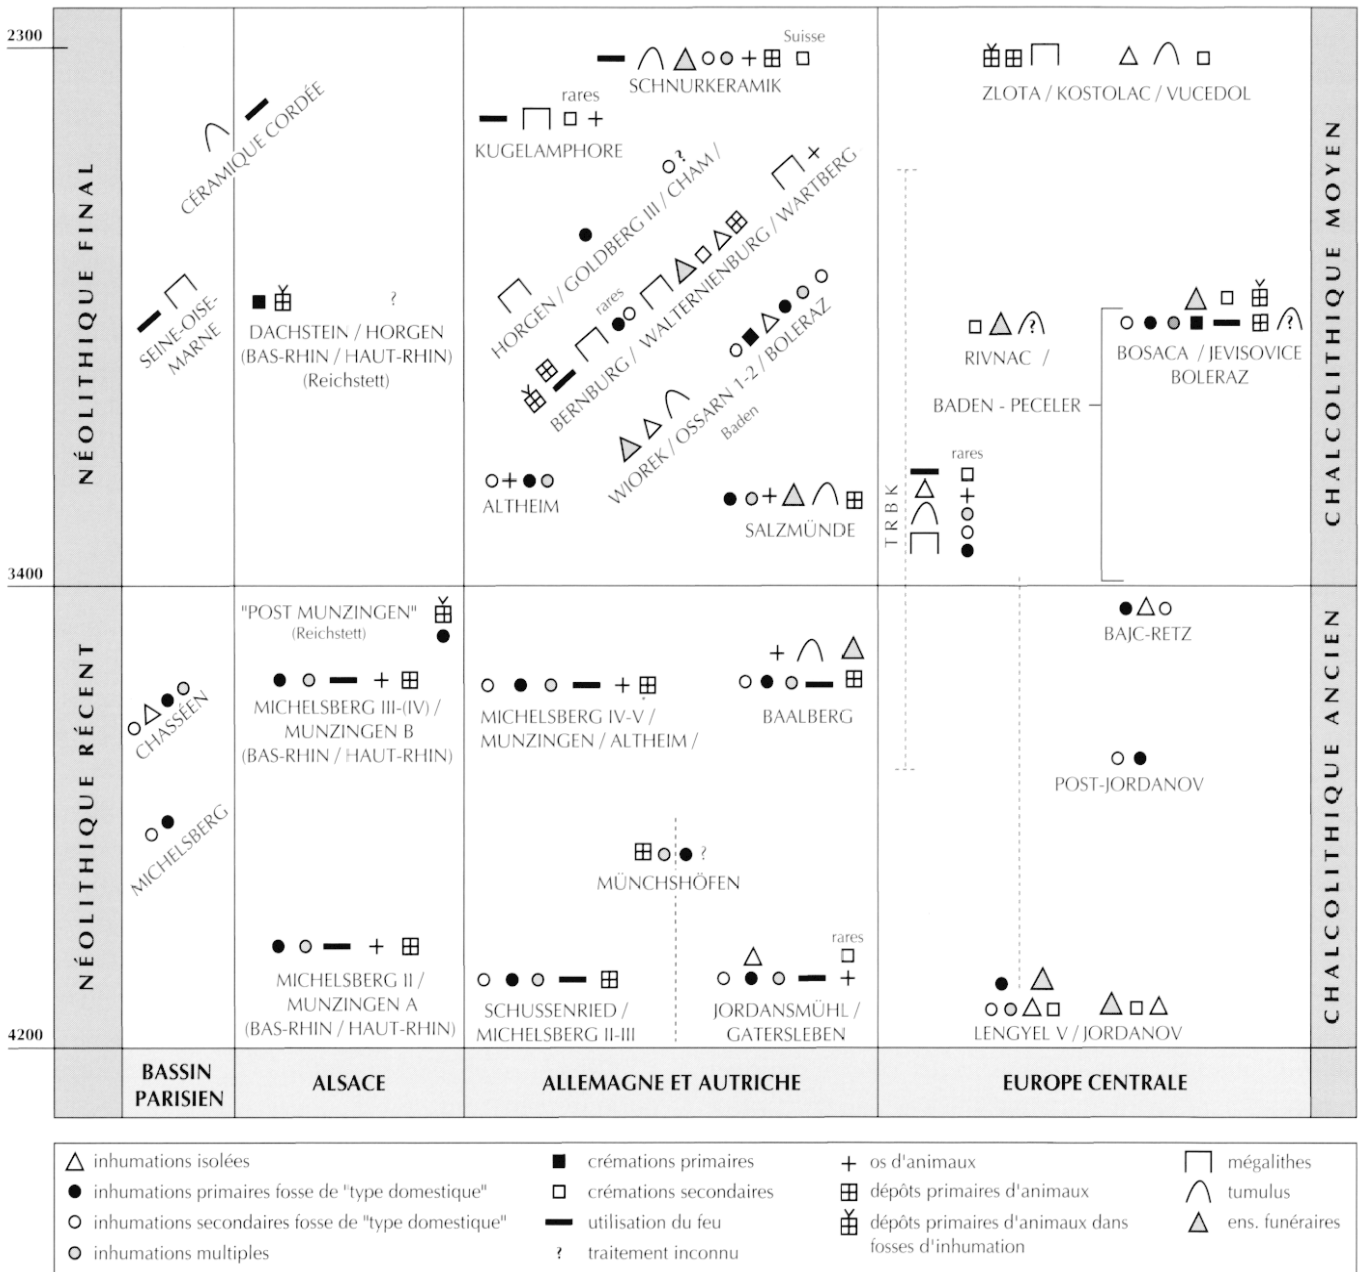 2300
3400
4200
NÉOLITHIQUE FINAL
NÉOLITHIQUE RÉCENT
CÉRAMIQUE CORDÉE
SEINE-OISE-
MARNE
CHASSÉEN
MICHELSBERG
?
DACHSTEIN / HORGEN
(BAS-RHIN / HAUT-RHIN)
(Reichstett)
"POST MUNZINGEN"
(Reichstett)
MICHELSBERG III-(IV) /
MUNZINGEN B
(BAS-RHIN / HAUT-RHIN)
MICHELSBERG II /
MUNZINGEN A
(BAS-RHIN / HAUT-RHIN)
Suisse
SCHNURKERAMIK
rares
KUGELAMPHORE
?
HORGEN / GOLDBERG III / CHAM /
rares
BERNBURG / WALTERNIENBURG / WARTBERG
WIOREK / OSSARN 1-2 / BOLERAZ
Baden
ALTHEIM
SALZMÜNDE
MICHELSBERG IV-V /
MUNZINGEN / ALTHEIM /
BAALBERG
?
MÜNCHSHÖFEN
SCHUSSENRIED /
MICHELSBERG II-III
rares
JORDANSMÜHL /
GATERSLEBEN
ZLOTA / KOSTOLAC / VUCEDOL
?
RIVNAC /
?
BOSACA / JEVISOVICE
BOLERAZ
BADEN - PECELER
TRBK
rares
BAJC-RETZ
POST-JORDANOV
LENGYEL V / JORDANOV
CHALCOLITHIQUE MOYEN
CHALCOLITHIQUE ANCIEN
BASSIN
PARISIEN
ALSACE
ALLEMAGNE ET AUTRICHE
EUROPE CENTRALE
inhumations isolées
inhumations primaires fosse de "type domestique"
inhumations secondaires fosse de "type domestique"
inhumations multiples
crémations primaires
crémations secondaires
utilisation du feu
? traitement inconnu
os d'animaux
dépôts primaires d'animaux
dépôts primaires d'animaux dans
fosses d'inhumation
mégalithes
tumulus
ens. funéraires